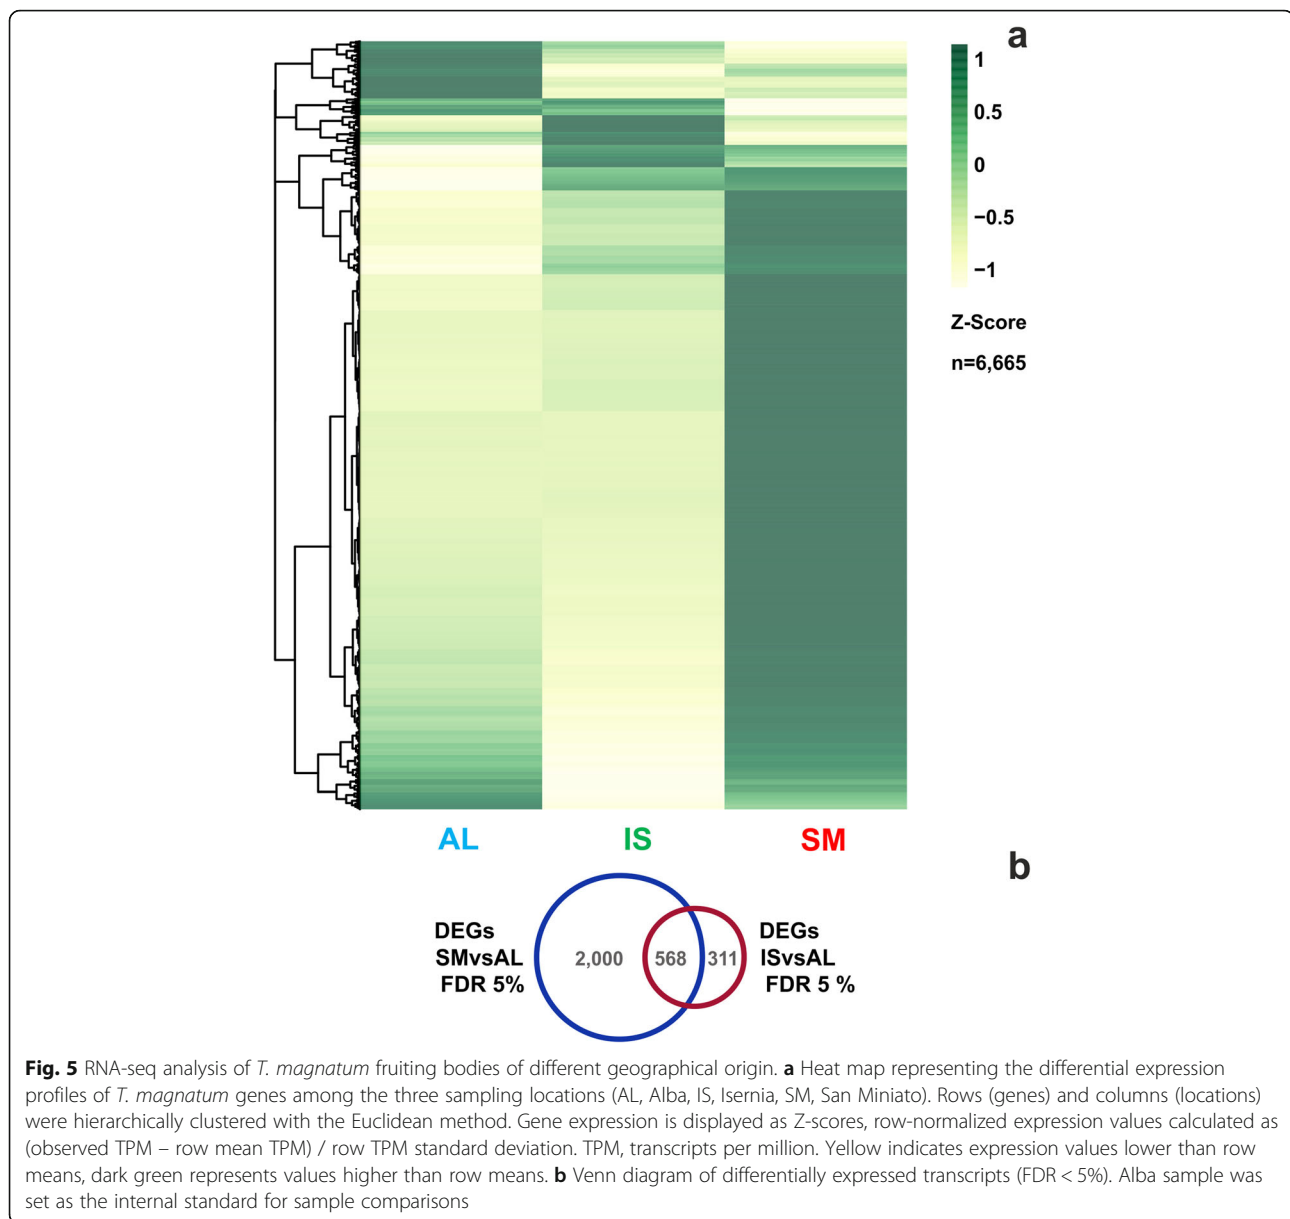 a
1
0.5
0
−0.5
−1
Z-Score
n=6,665
AL IS SM
b
DEGs
SMvsAL
FDR 5%
2,000 568 311
DEGs
ISvsAL
FDR 5 %
Fig. 5 RNA-seq analysis of T. magnatum fruiting bodies of different geographical origin. a Heat map representing the differential expression
profiles of T. magnatum genes among the three sampling locations (AL, Alba, IS, Isernia, SM, San Miniato). Rows (genes) and columns (locations)
were hierarchically clustered with the Euclidean method. Gene expression is displayed as Z-scores, row-normalized expression values calculated as
(observed TPM – row mean TPM) / row TPM standard deviation. TPM, transcripts per million. Yellow indicates expression values lower than row
means, dark green represents values higher than row means. b Venn diagram of differentially expressed transcripts (FDR < 5%). Alba sample was
set as the internal standard for sample comparisons